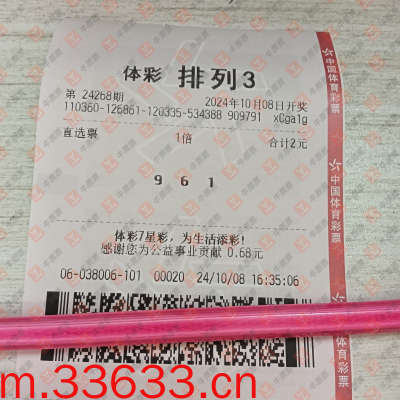 体彩 排列3
第 24268期 2024年10月08日开奖
110360-126861-120335-534388 909791 xCga1g
直选票 1倍 合计2元
9 6 1
体彩7星彩,为生活添彩!
感谢您为公益事业贡献 0.68元
06-038006-101 00020 24/10/08 16:35:06
中国体育彩票
中国体育彩票
m.33633.cn